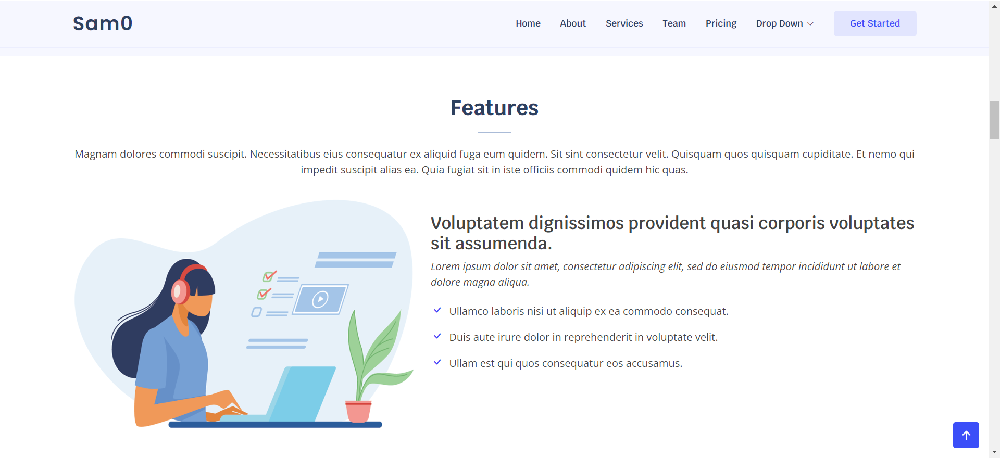 Sam0
Home About Services Team Pricing Drop Down Get Started
Features
Magnam dolores commodi suscipit. Necessitatibus eius consequatur ex aliquid fuga eum quidem. Sit sint consectetur velit. Quisquam quos quisquam cupiditate. Et nemo qui
impedit suscipit alias ea. Quia fugiat sit in iste officiis commodi quidem hic quas.
Voluptatem dignissimos provident quasi corporis voluptates
sit assumenda.
Lorem ipsum dolor sit amet, consectetur adipiscing elit, sed do eiusmod tempor incididunt ut labore et
dolore magna aliqua.
Ullamco laboris nisi ut aliquip ex ea commodo consequat.
Duis aute irure dolor in reprehenderit in voluptate velit.
Ullam est qui quos consequatur eos accusamus.